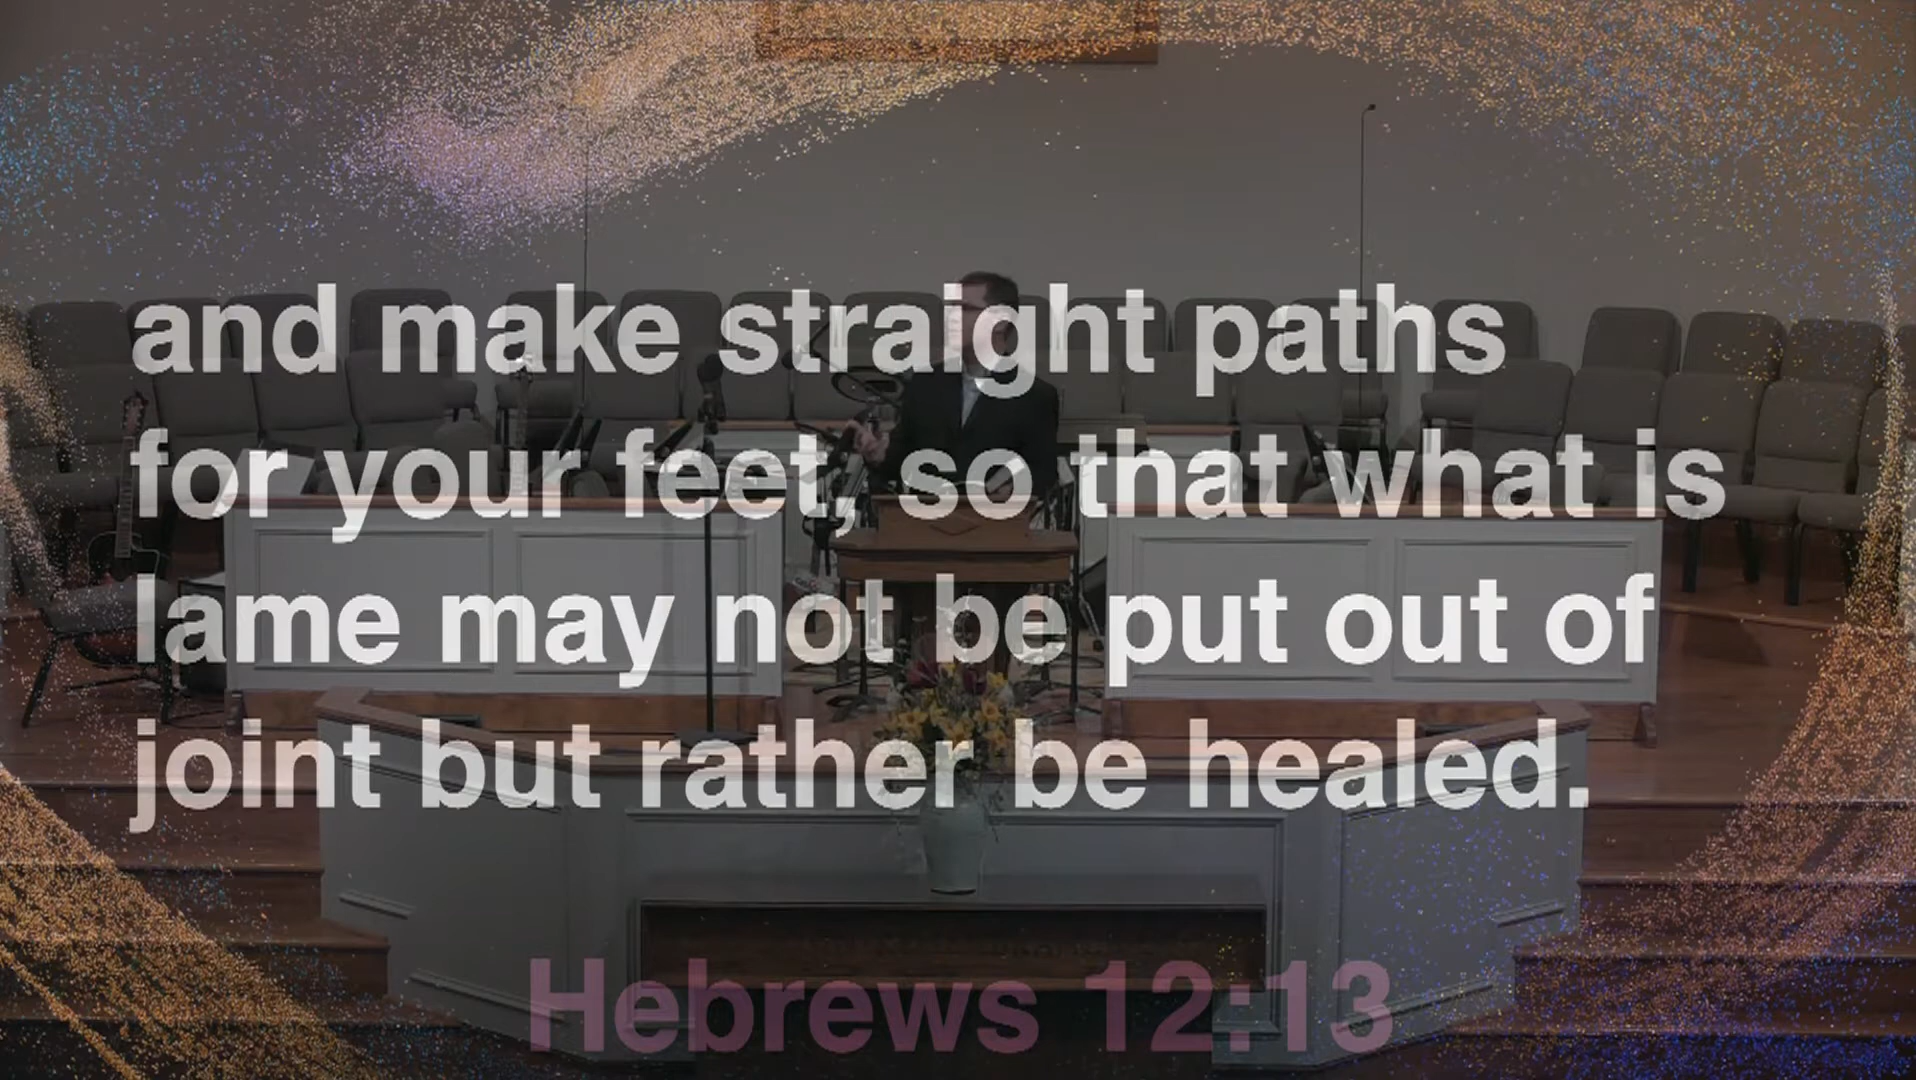 and make straight paths
for your feet, so that what is
lame may not be put out of
joint but rather be healed.
Hebrews 12:13